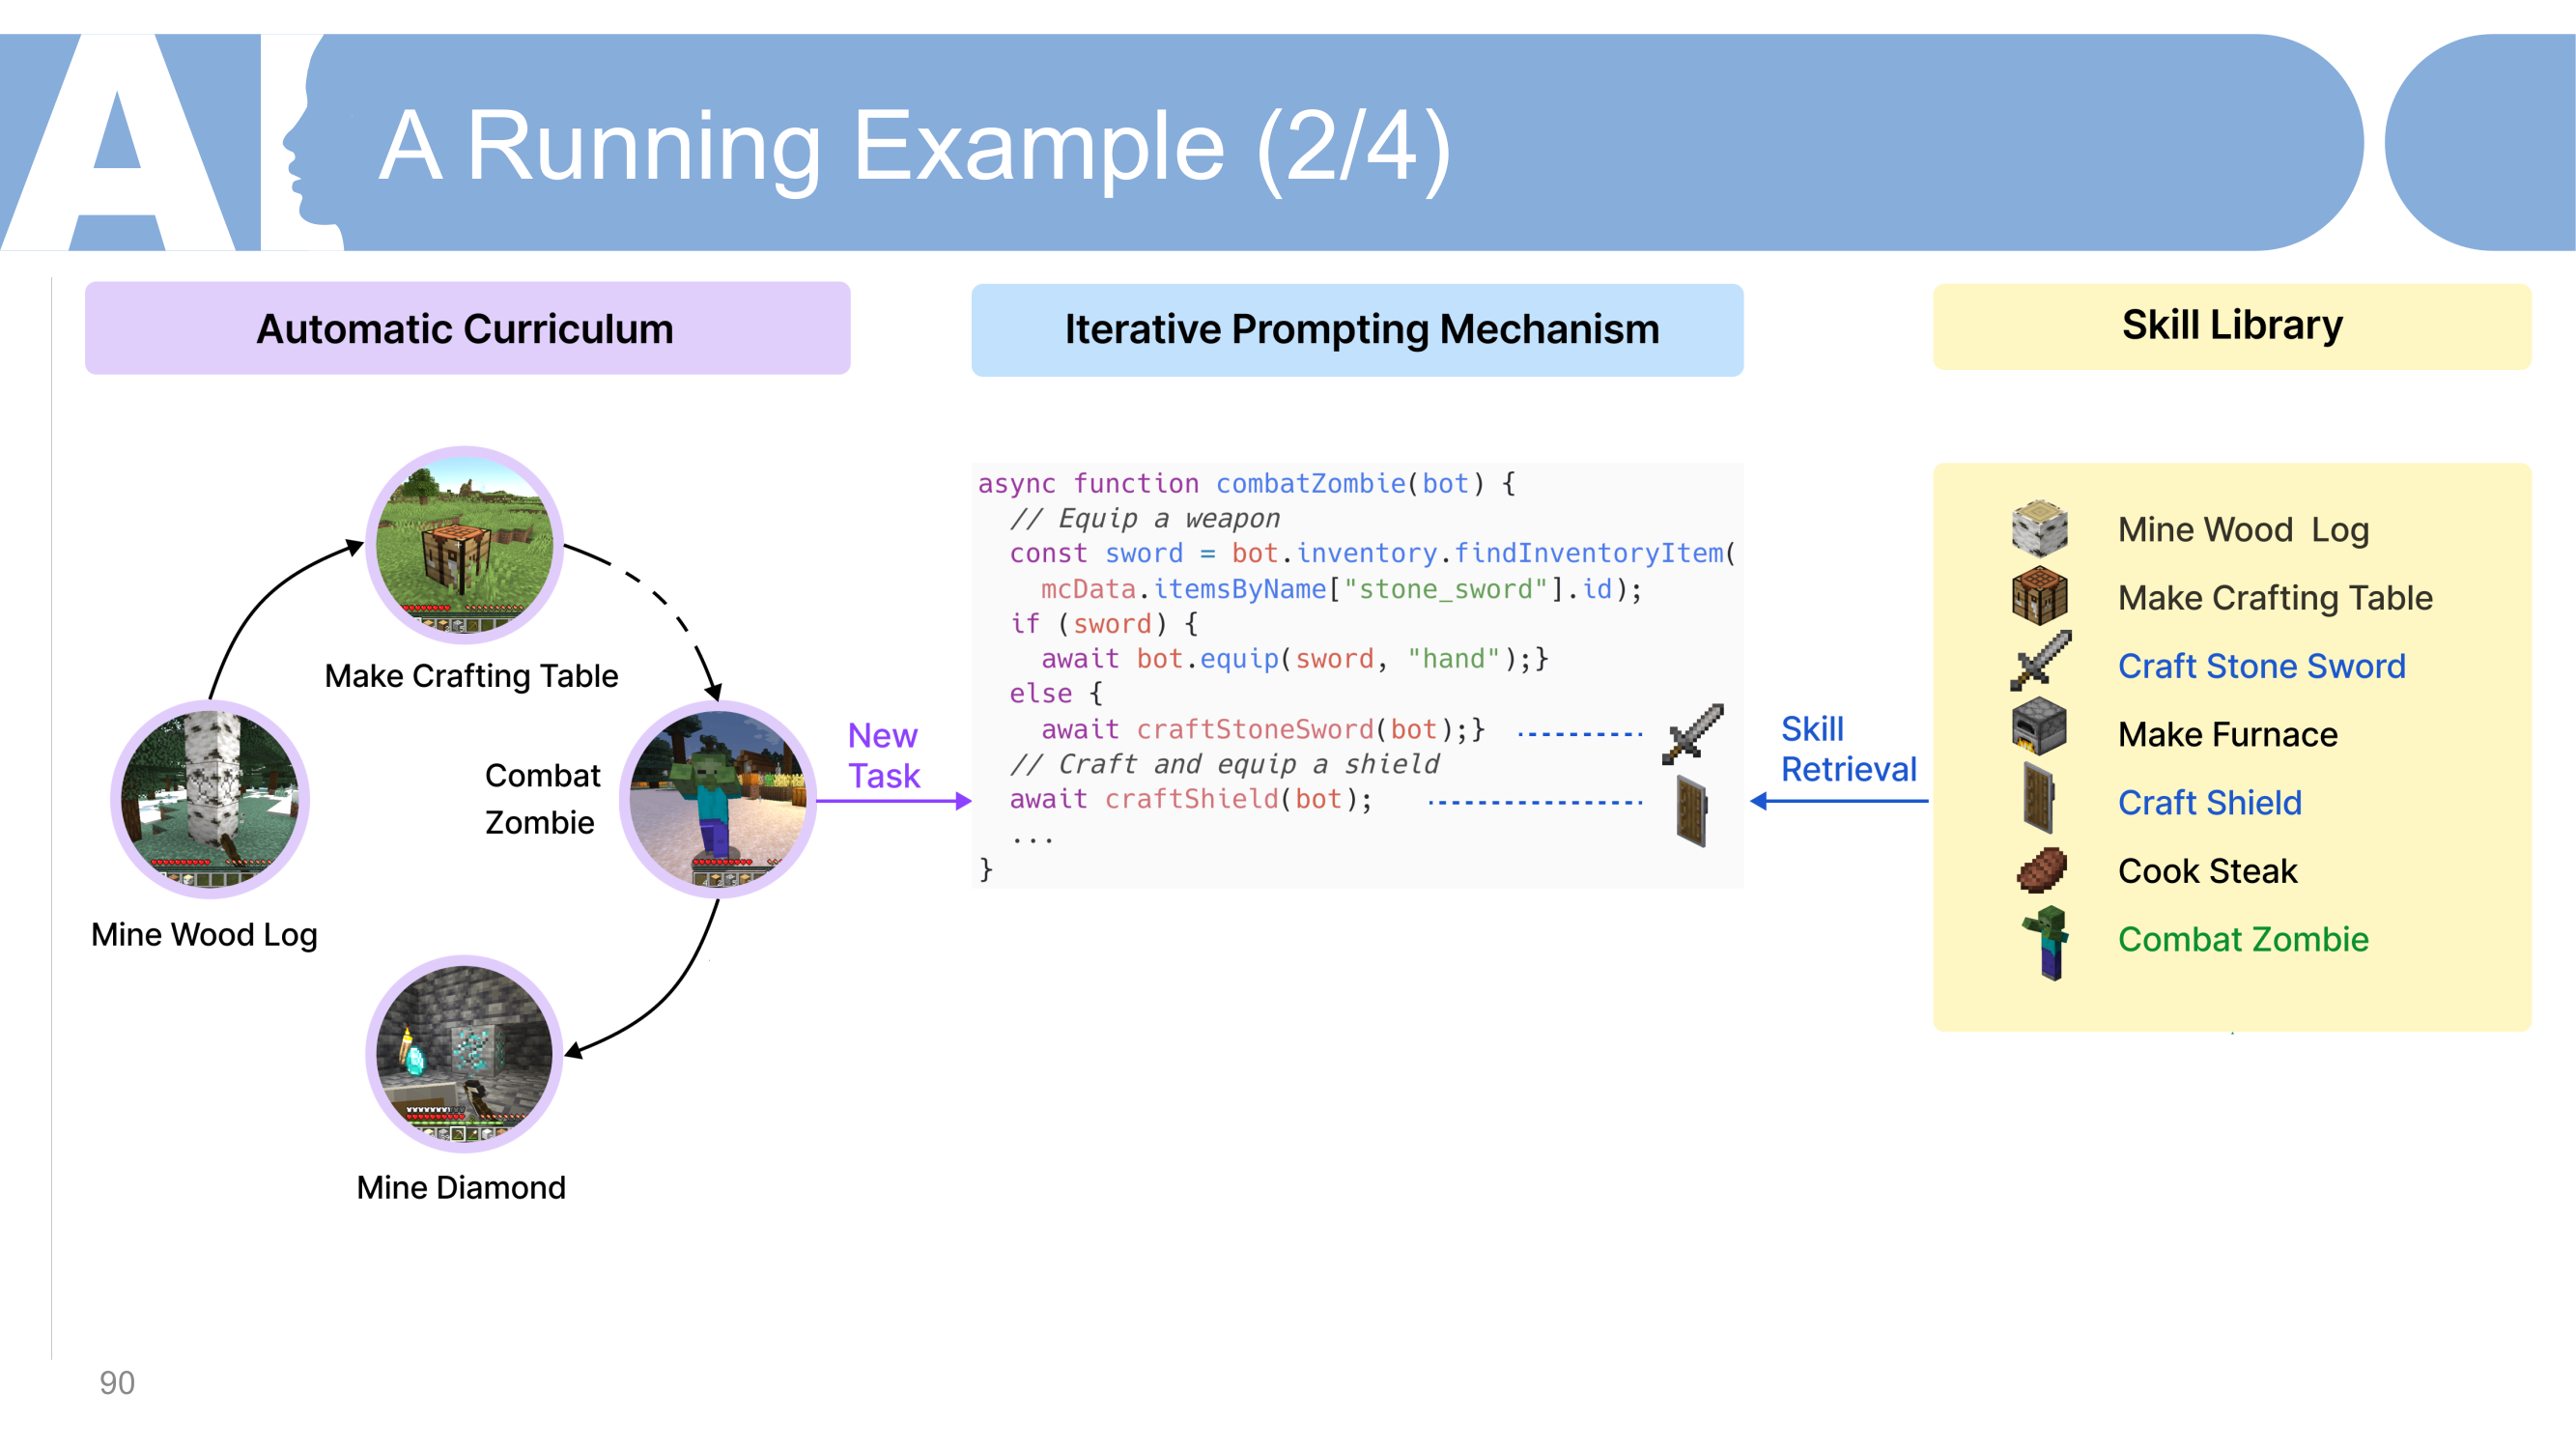 AI
A Running Example (2/4)
Automatic Curriculum
Iterative Prompting Mechanism
Skill Library
Make Crafting Table
Mine Wood Log
Combat
Zombie
Mine Diamond
New
Task
async function combatZombie(bot) {
// Equip a weapon
const sword = bot.inventory.findInventoryItem(
mcData.itemsByName["stone_sword"].id);
if (sword) {
await bot.equip(sword, "hand");}
else {
await craftStoneSword(bot);}
// Craft and equip a shield
await craftShield(bot);
...
}
Skill
Retrieval
Mine Wood  Log
Make Crafting Table
Craft Stone Sword
Make Furnace
Craft Shield
Cook Steak
Combat Zombie
90